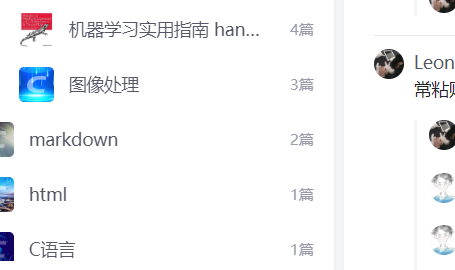 机器学习实用指南 han... 4篇
图像处理 3篇
markdown 2篇
html 1篇
C语言 1篇
Leon
常粘贴